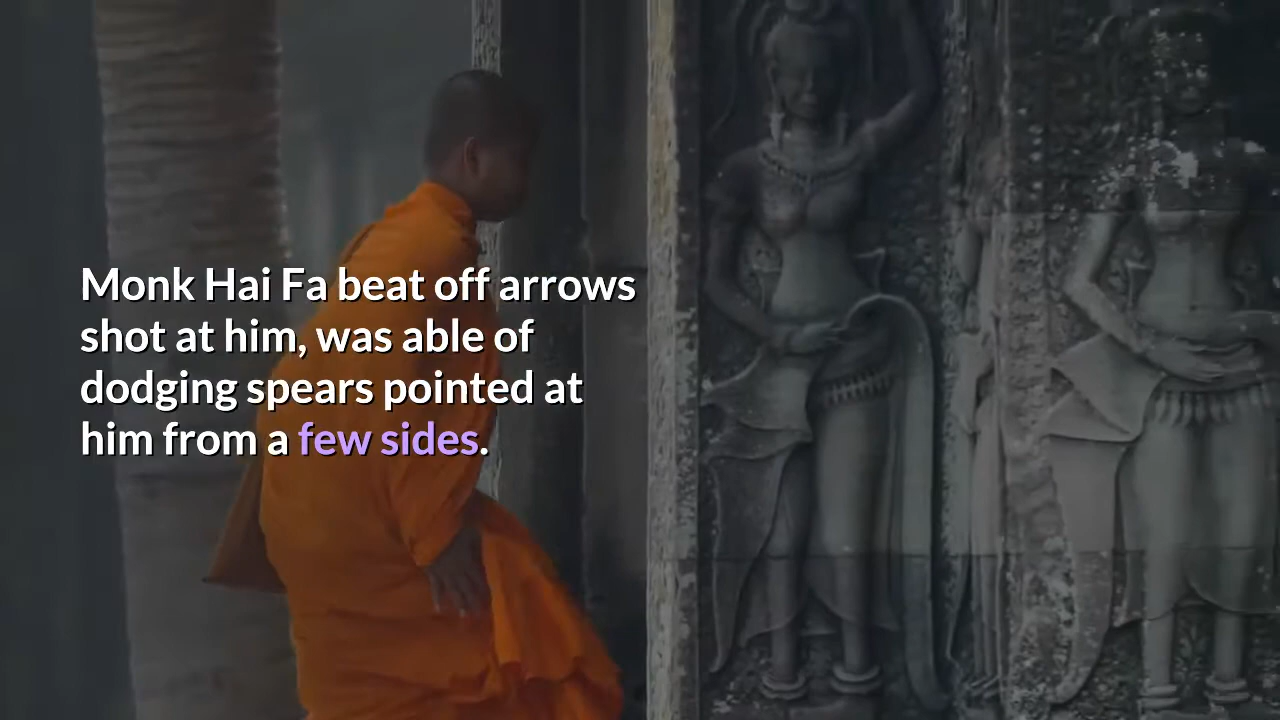 Monk Hai Fa beat off arrows
shot at him, was able of
dodging spears pointed at
him from a few sides.